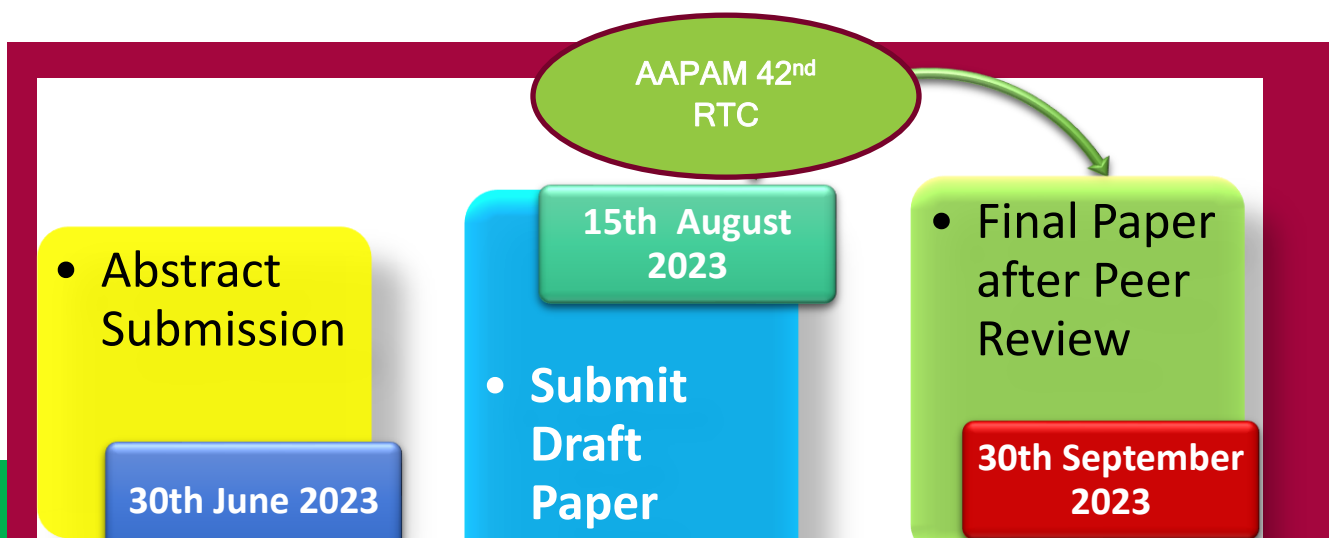 AAPAM 42nd
RTC
• Abstract
Submission
30th June 2023
15th August
2023
• Submit
Draft
Paper
• Final Paper
after Peer
Review
30th September
2023